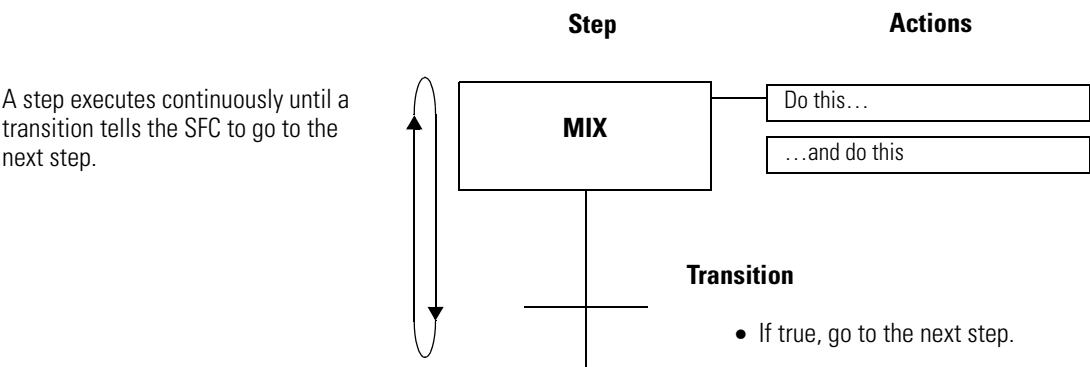 Step
Actions
A step executes continuously until a
transition tells the SFC to go to the
next step.
MIX
Do this…
…and do this
Transition
• If true, go to the next step.